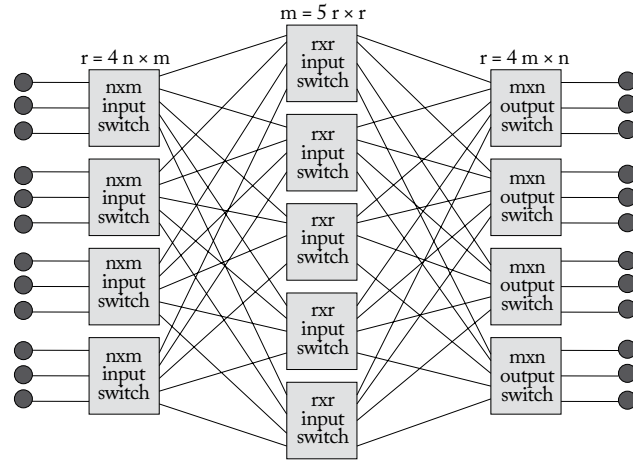 m = 5 r × r
r = 4 n × m
r = 4 m × n
nxm
input
switch
nxm
input
switch
nxm
input
switch
nxm
input
switch
rxr
input
switch
rxr
input
switch
rxr
input
switch
rxr
input
switch
rxr
input
switch
mxn
output
switch
mxn
output
switch
mxn
output
switch
mxn
output
switch